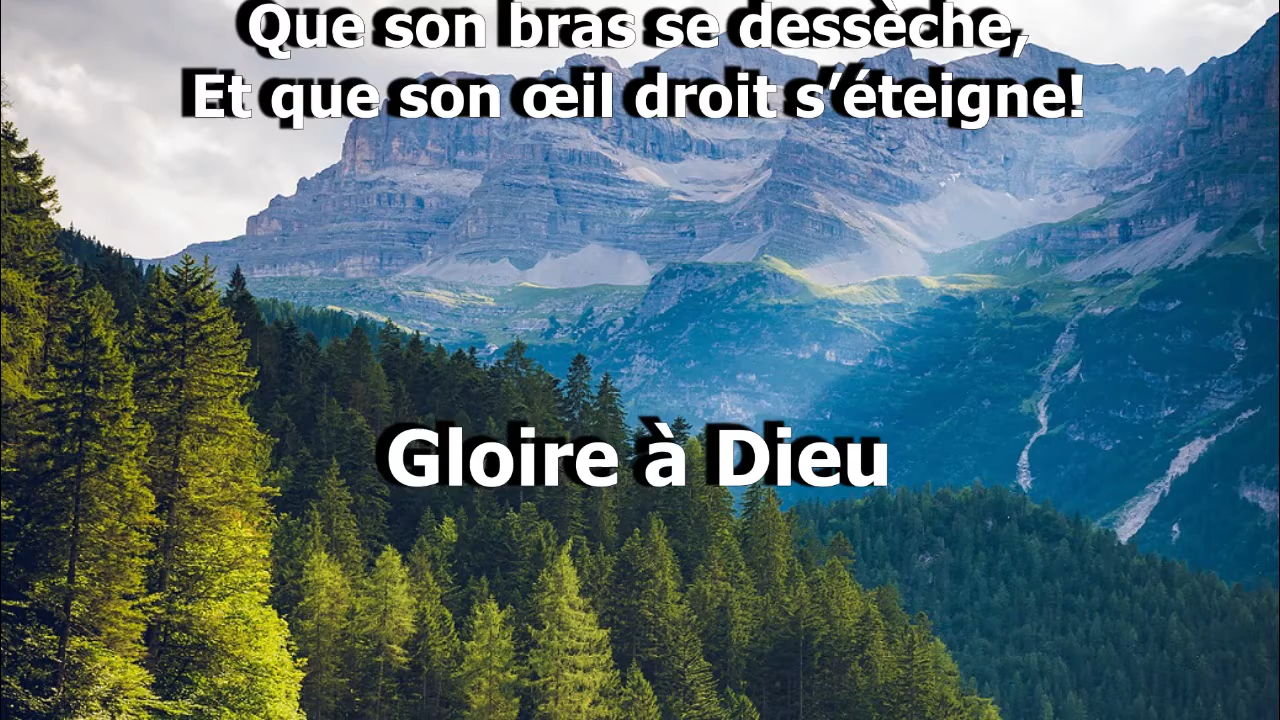 Que son bras se dessèche,
Et que son œil droit s’éteigne!
Gloire à Dieu